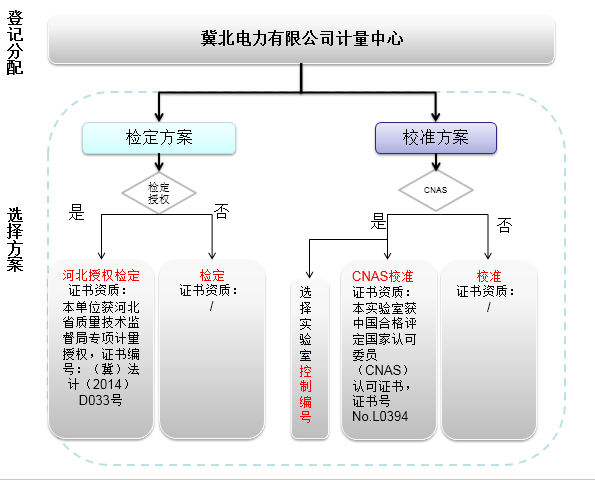 登记分配
冀北电力有限公司计量中心
检定方案
校准方案
检定
授权
CNAS
选择方案
是
否
是
否
河北授权检定
证书资质：
本单位获河北
省质量技术监
督局专项计量
授权，证书编
号：（冀）法
计（2014）
D033号
检定
证书资质：
/
选择实验室控制编号
CNAS校准
证书资质：
本实验室获
中国合格评
定国家认可
委员
（CNAS）
认可证书，
证书号
No.L0394
校准
证书资质：
/